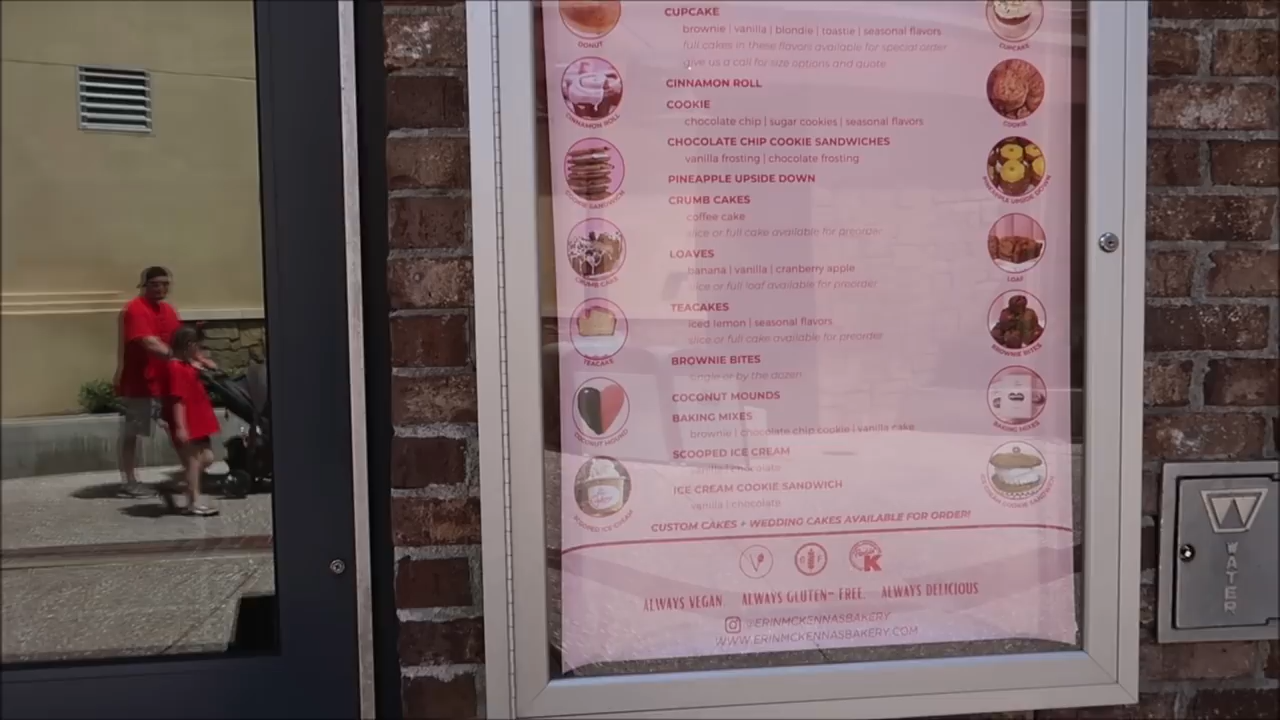 CUPCAKE
brownie | vanilla | blondie | toastie | seasonal flavors
full cakes in these flavors available for special order
give us a call for size options and quote
CINNAMON ROLL
COOKIE
chocolate chip | sugar cookies | seasonal flavors
CHOCOLATE CHIP COOKIE SANDWICHES
vanilla frosting | chocolate frosting
PINEAPPLE UPSIDE DOWN
CRUMB CAKES
coffee cake
slice or full cake available for preorder
LOAVES
banana | vanilla | cranberry apple
slice or full loaf available for preorder
TEACAKES
iced lemon | seasonal flavors
slice or full cake available for preorder
BROWNIE BITES
single or by the dozen
COCONUT MOUNDS
BAKING MIXES
brownie | chocolate chip cookie | vanilla cake
SCOOPED ICE CREAM
vanilla | chocolate
ICE CREAM COOKIE SANDWICH
vanilla | chocolate
CUSTOM CAKES + WEDDING CAKES AVAILABLE FOR ORDER!
V
G F
K
ALWAYS VEGAN. ALWAYS GLUTEN-FREE. ALWAYS DELICIOUS
@ERINMCKENNASBAKERY
WWW.ERINMCKENNASBAKERY.COM
DONUT
CINNAMON ROLL
COOKIE SANDWICH
CRUMB CAKE
TEACAKE
COCONUT MOUND
SCOOPED ICE CREAM
CUPCAKE
COOKIE
PINEAPPLE UPSIDE DOWN
LOAF
BROWNIE BITES
BAKING MIXES
ICE CREAM COOKIE SANDWICH
WATER